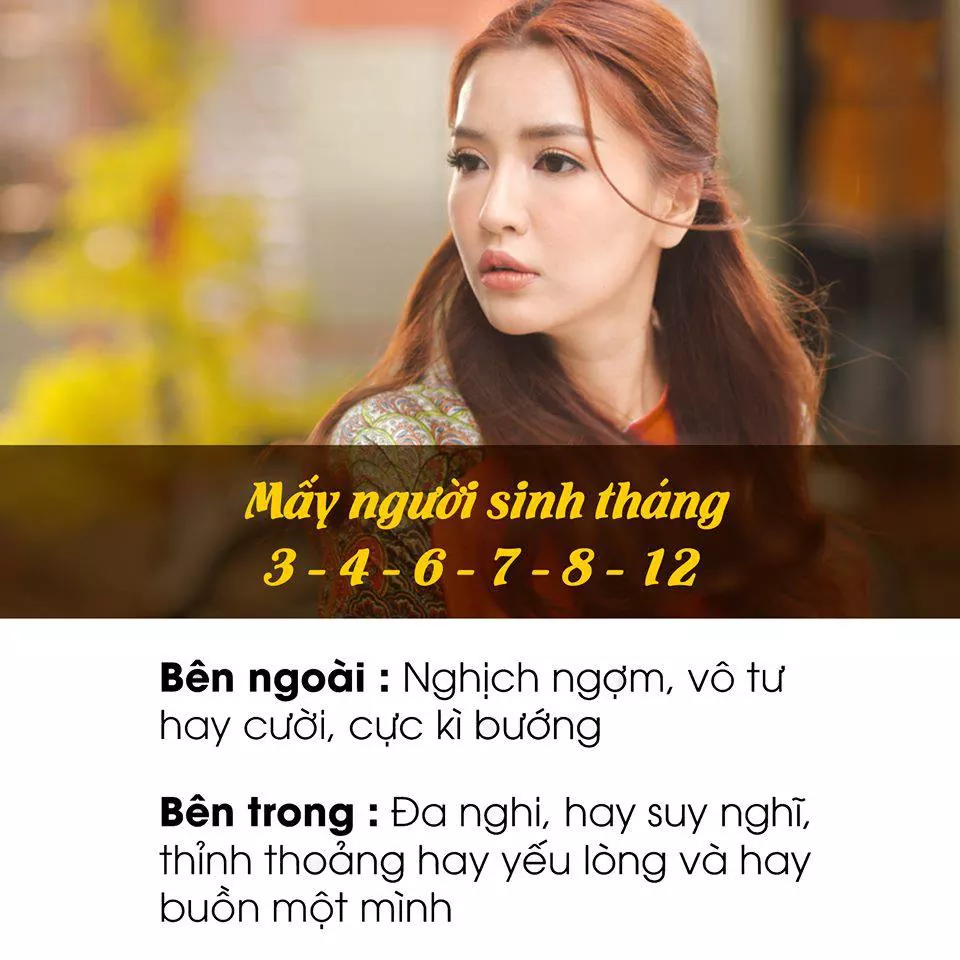 Mấy người sinh tháng
3 - 4 - 6 - 7 - 8 - 12
Bên ngoài : Nghịch ngợm, vô tư
hay cười, cực kì bướng
Bên trong : Đa nghi, hay suy nghĩ,
thỉnh thoảng hay yếu lòng và hay
buồn một mình